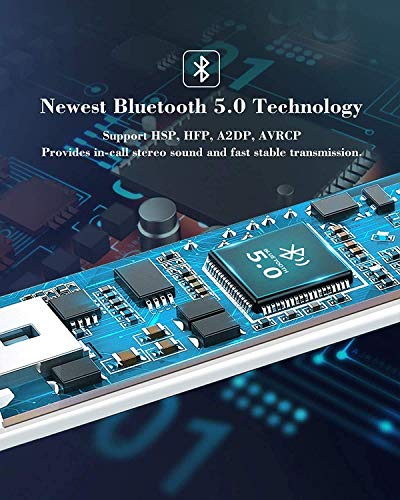 Newest Bluetooth 5.0 Technology
Support HSP, HFP, A2DP, AVRCP
Provides in-call stereo sound and fast stable transmission.
5.0
01